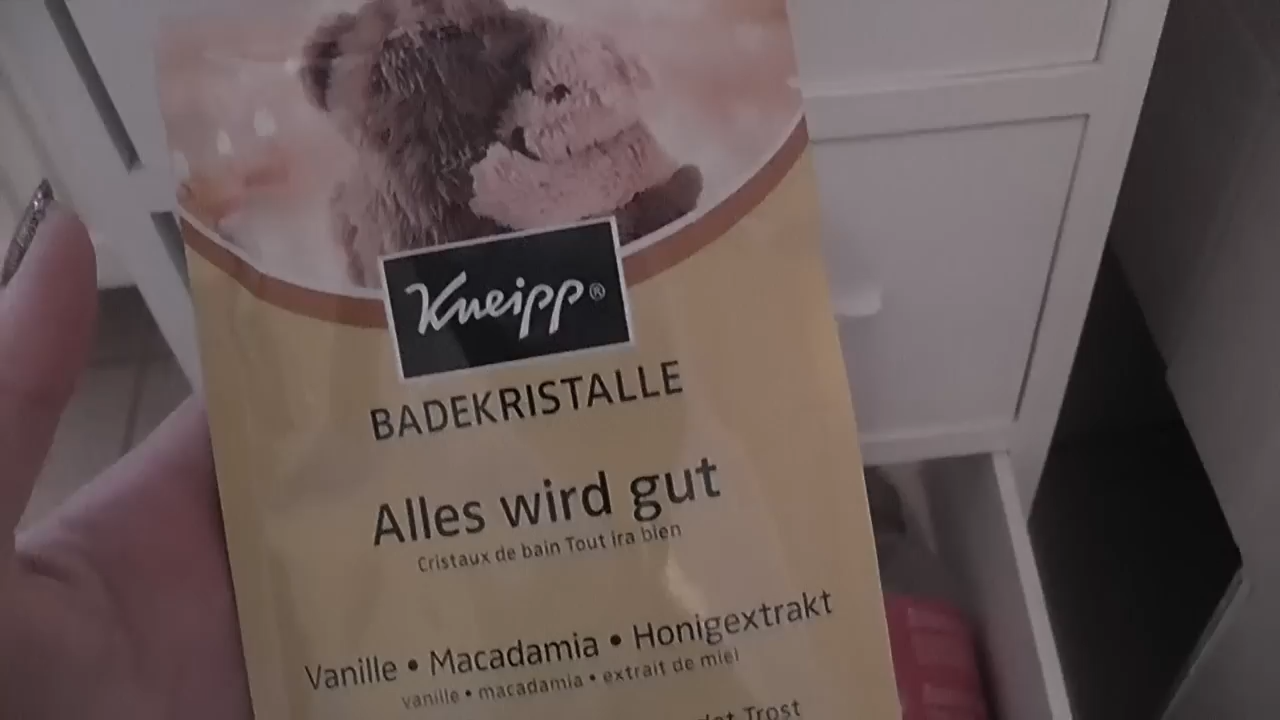 Kneipp®
BADEKRISTALLE
Alles wird gut
Cristaux de bain Tout ira bien
Vanille • Macadamia • Honigextrakt
vanille • macadamia • extrait de miel
Trost